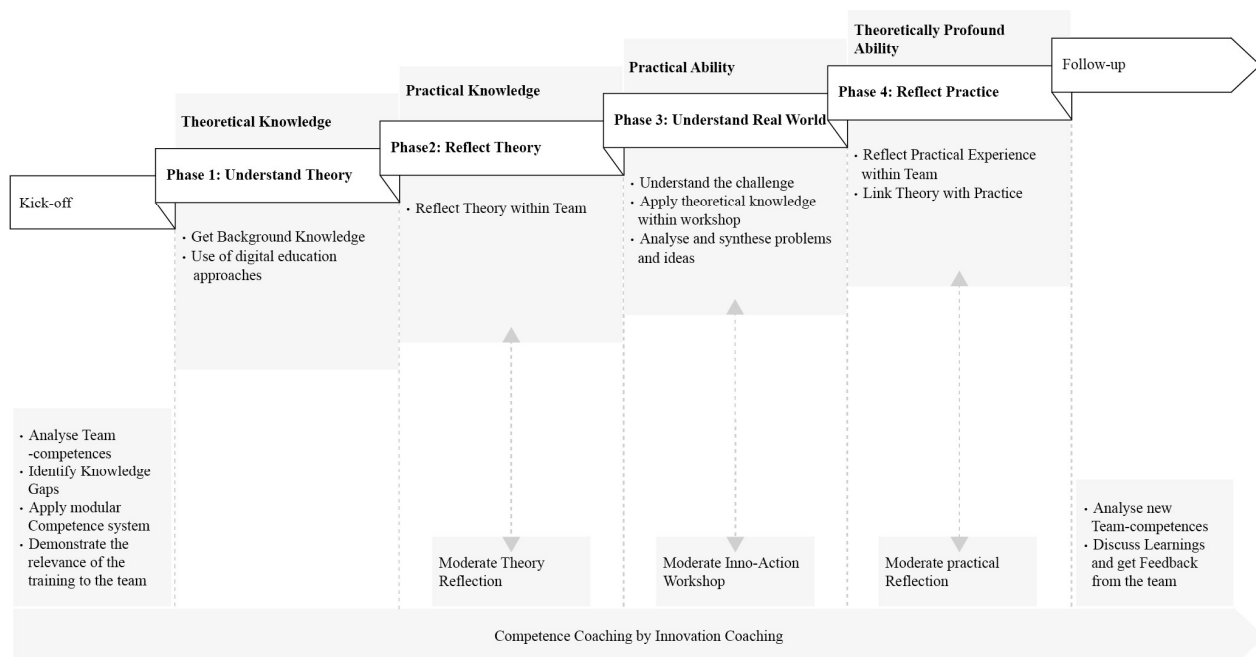 Theoretically Profound
Ability
Follow-up
Practical Ability
Phase 4: Reflect Practice
Practical Knowledge
Phase 3: Understand Real World
Theoretical Knowledge
Phase2: Reflect Theory
Phase 1: Understand Theory
Kick-off
• Reflect Practical Experience
within Team
• Link Theory with Practice
• Understand the challenge
• Apply theoretical knowledge
within workshop
• Analyse and synthese problems
and ideas
• Reflect Theory within Team
• Get Background Knowledge
• Use of digital education
approaches
• Analyse Team
-competences
• Identify Knowledge
Gaps
• Apply modular
Competence system
• Demonstrate the
relevance of the
training to the team
Moderate Theory
Reflection
Moderate Inno-Action
Workshop
Moderate practical
Reflection
• Analyse new
Team-competences
• Discuss Learnings
and get Feedback
from the team
Competence Coaching by Innovation Coaching